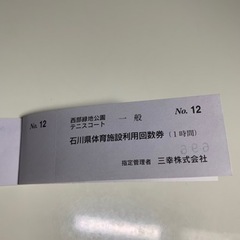 No. 12
西部緑地公園
テニスコート 一般
No. 12
石川県体育施設利用回数券(1時間)
指定管理者 三幸株式会社